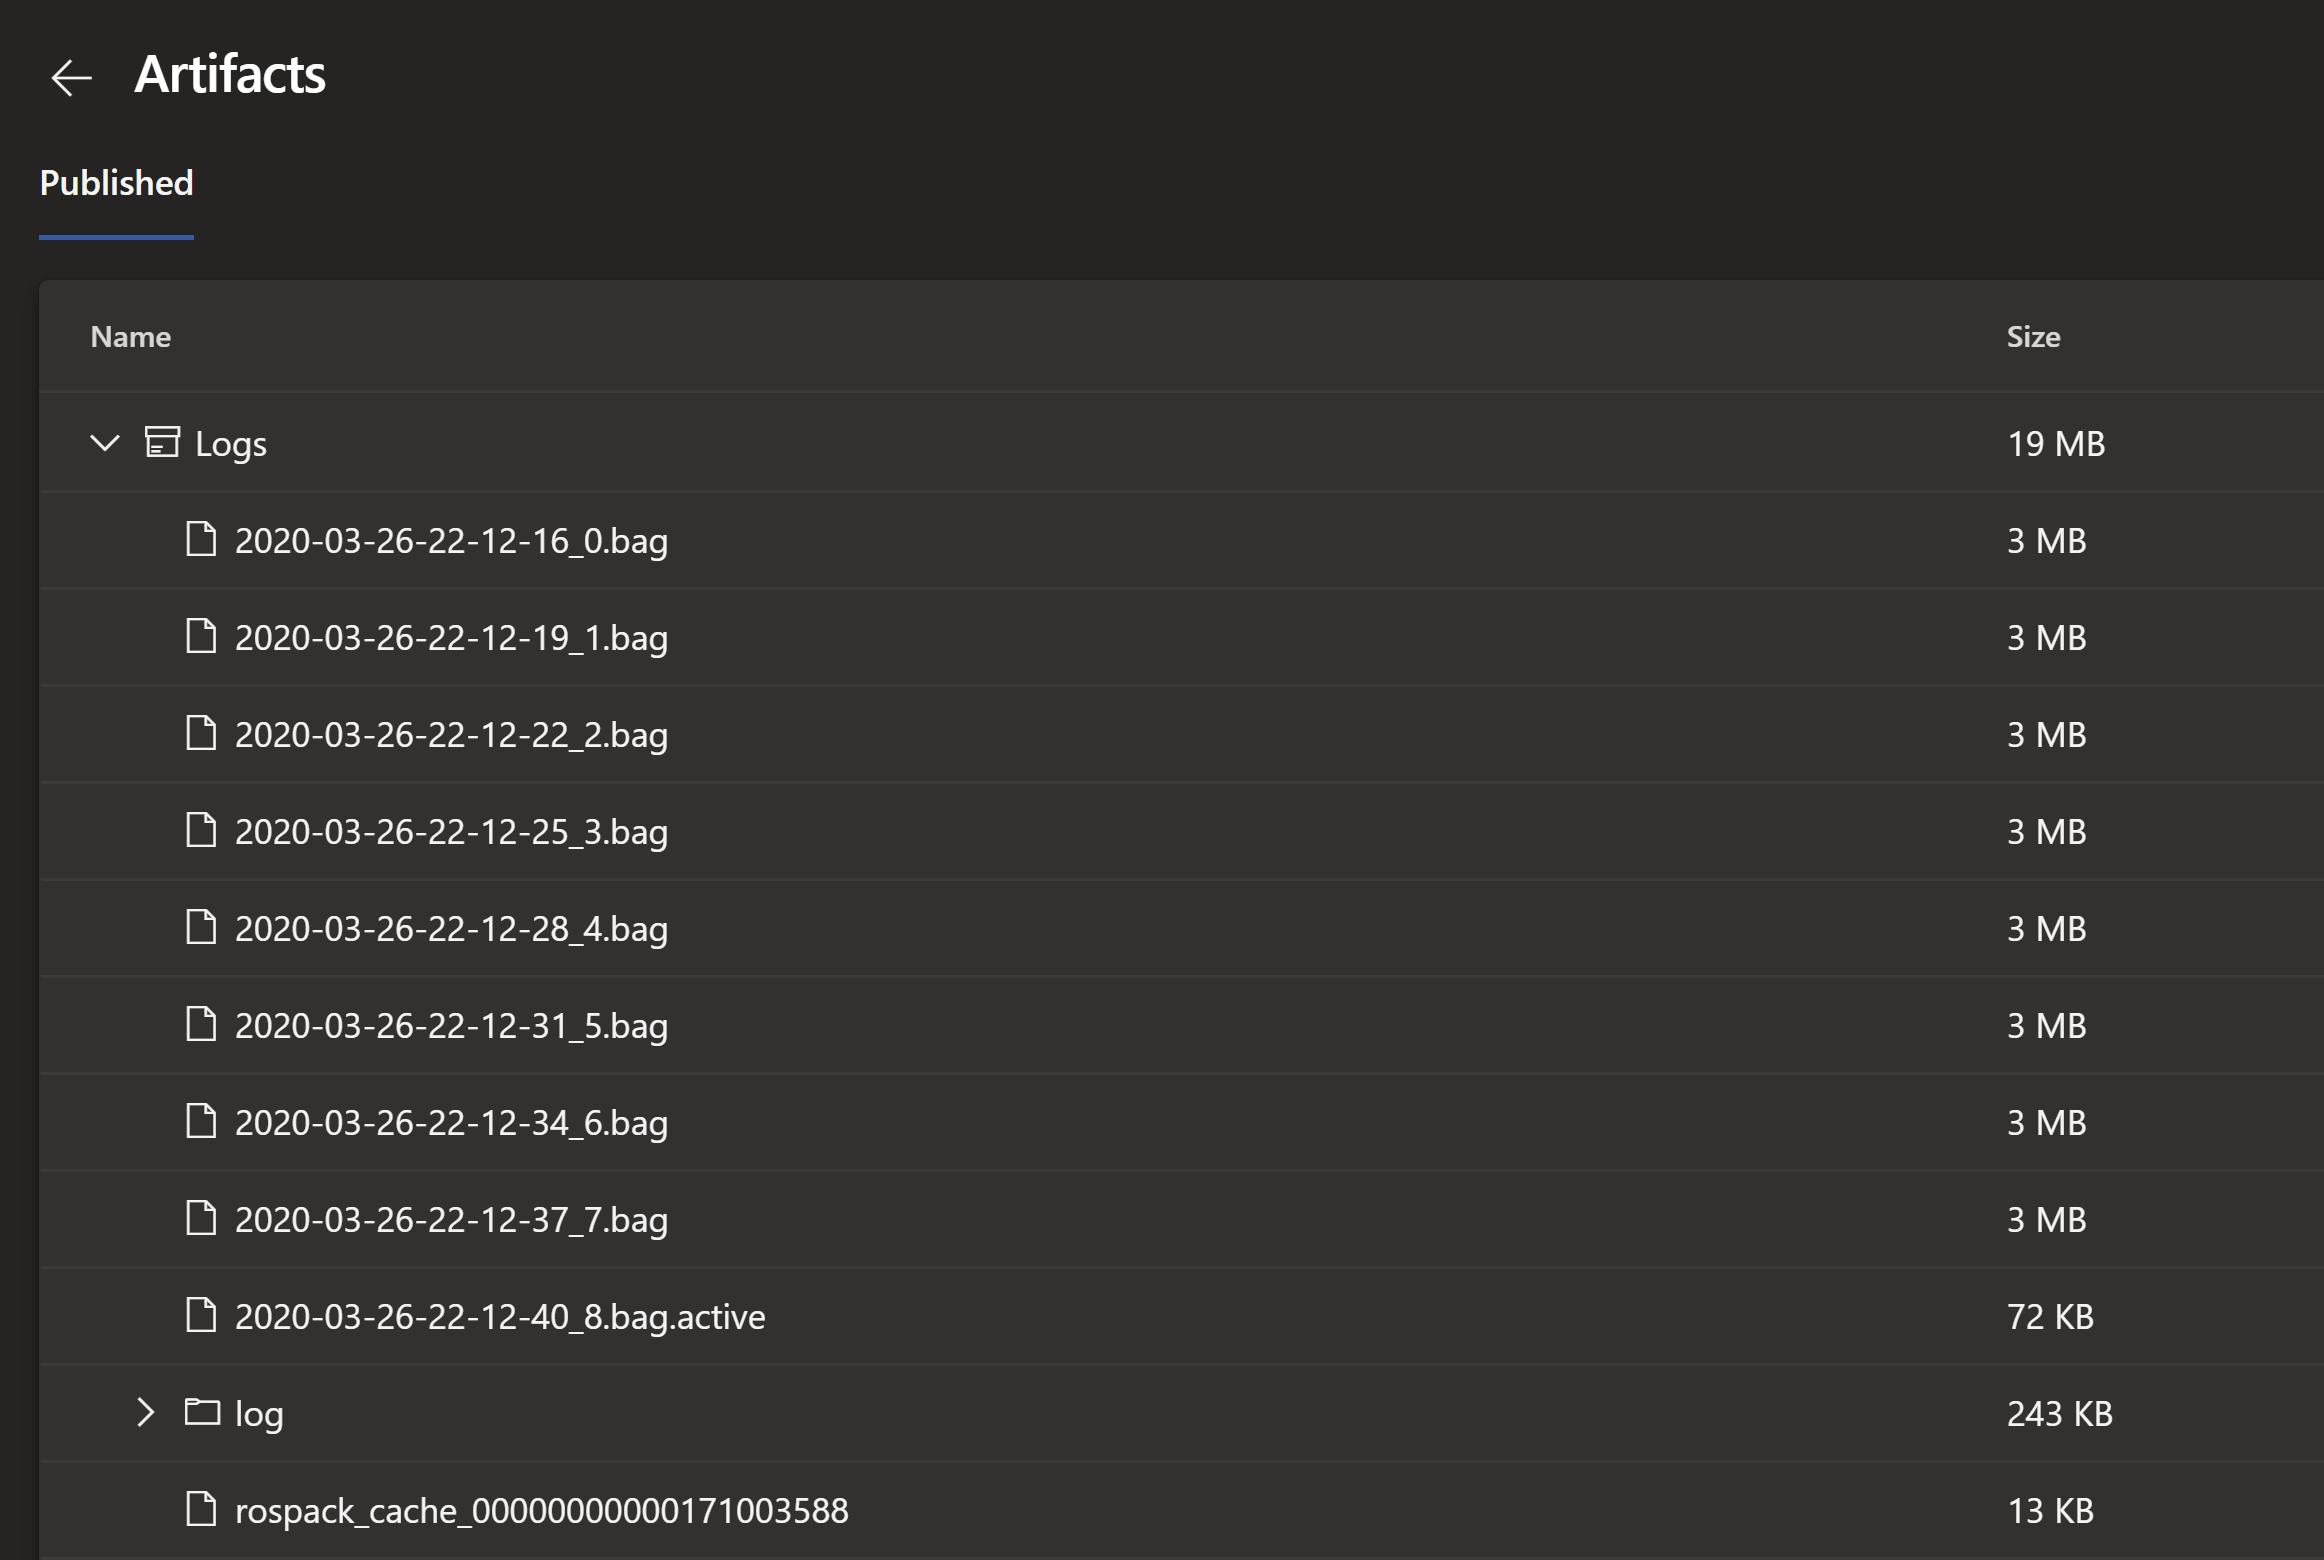 Artifacts
Published
Name Size
Logs 19 MB
2020-03-26-22-12-16_0.bag 3 MB
2020-03-26-22-12-19_1.bag 3 MB
2020-03-26-22-12-22_2.bag 3 MB
2020-03-26-22-12-25_3.bag 3 MB
2020-03-26-22-12-28_4.bag 3 MB
2020-03-26-22-12-31_5.bag 3 MB
2020-03-26-22-12-34_6.bag 3 MB
2020-03-26-22-12-37_7.bag 3 MB
2020-03-26-22-12-40_8.bag.active 72 KB
log 243 KB
rospack_cache_00000000000171003588 13 KB